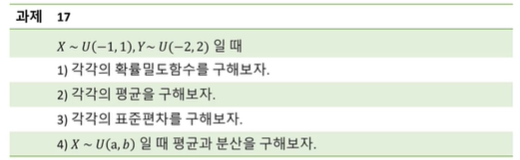 과제 17
X ~ U(−1, 1), Y~ U(−2, 2) 일 때
1) 각각의 확률밀도함수를 구해보자.
2) 각각의 평균을 구해보자.
3) 각각의 표준편차를 구해보자.
4) X ~ U(a, b) 일 때 평균과 분산을 구해보자.